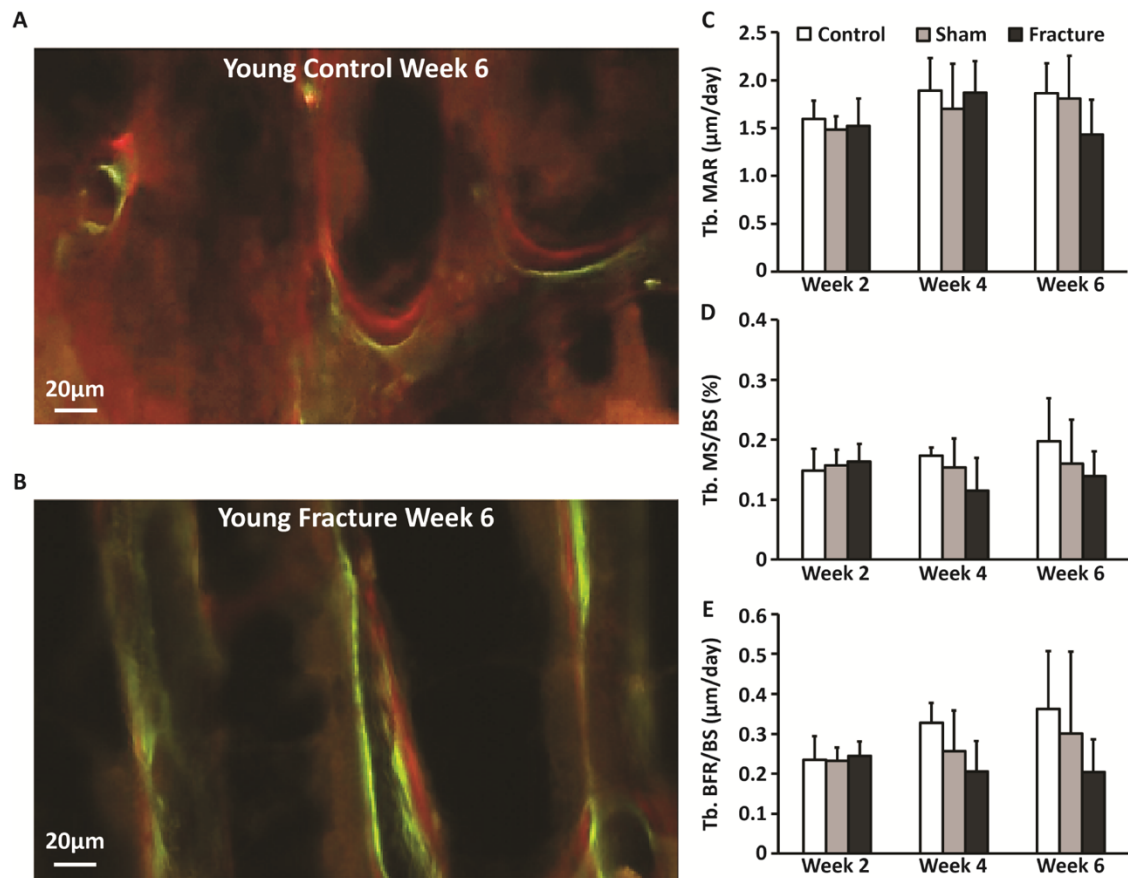 A
Young Control Week 6
20µm
B
Young Fracture Week 6
20µm
C
Control Sham Fracture
Tb. MAR (µm/day)
2.5
2.0
1.5
1.0
0.5
0
Week 2 Week 4 Week 6
D
Tb. MS/BS (%)
0.4
0.3
0.2
0.1
0
Week 2 Week 4 Week 6
E
Tb. BFR/BS (µm/day)
0.6
0.5
0.4
0.3
0.2
0.1
0
Week 2 Week 4 Week 6